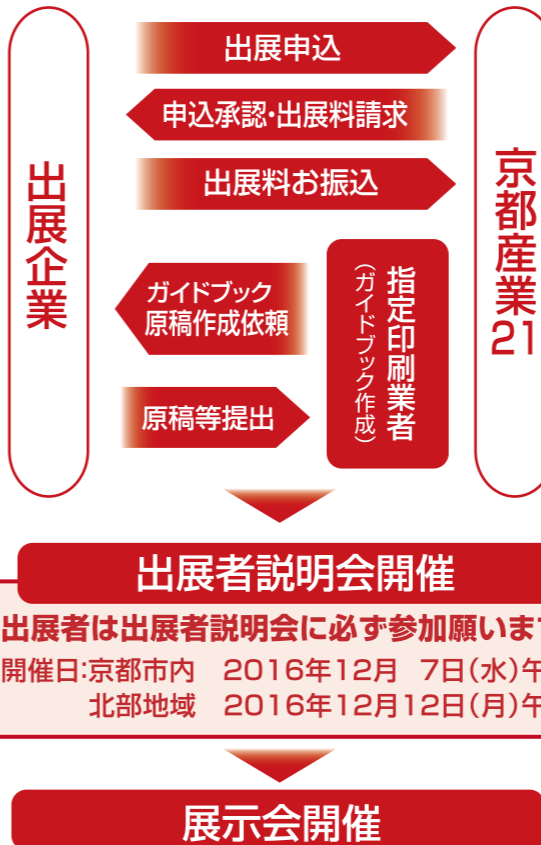 出展企業
出展申込
申込承認・出展料請求
出展料お振込
ガイドブック
原稿作成依頼
原稿等提出
指定印刷業者
(ガイドブック作成)
京都産業21
出展者説明会開催
出展者は出展者説明会に必ず参加願いま
開催日:京都市内 2016年12月 7日(水)午
北部地域 2016年12月12日(月)午
展示会開催